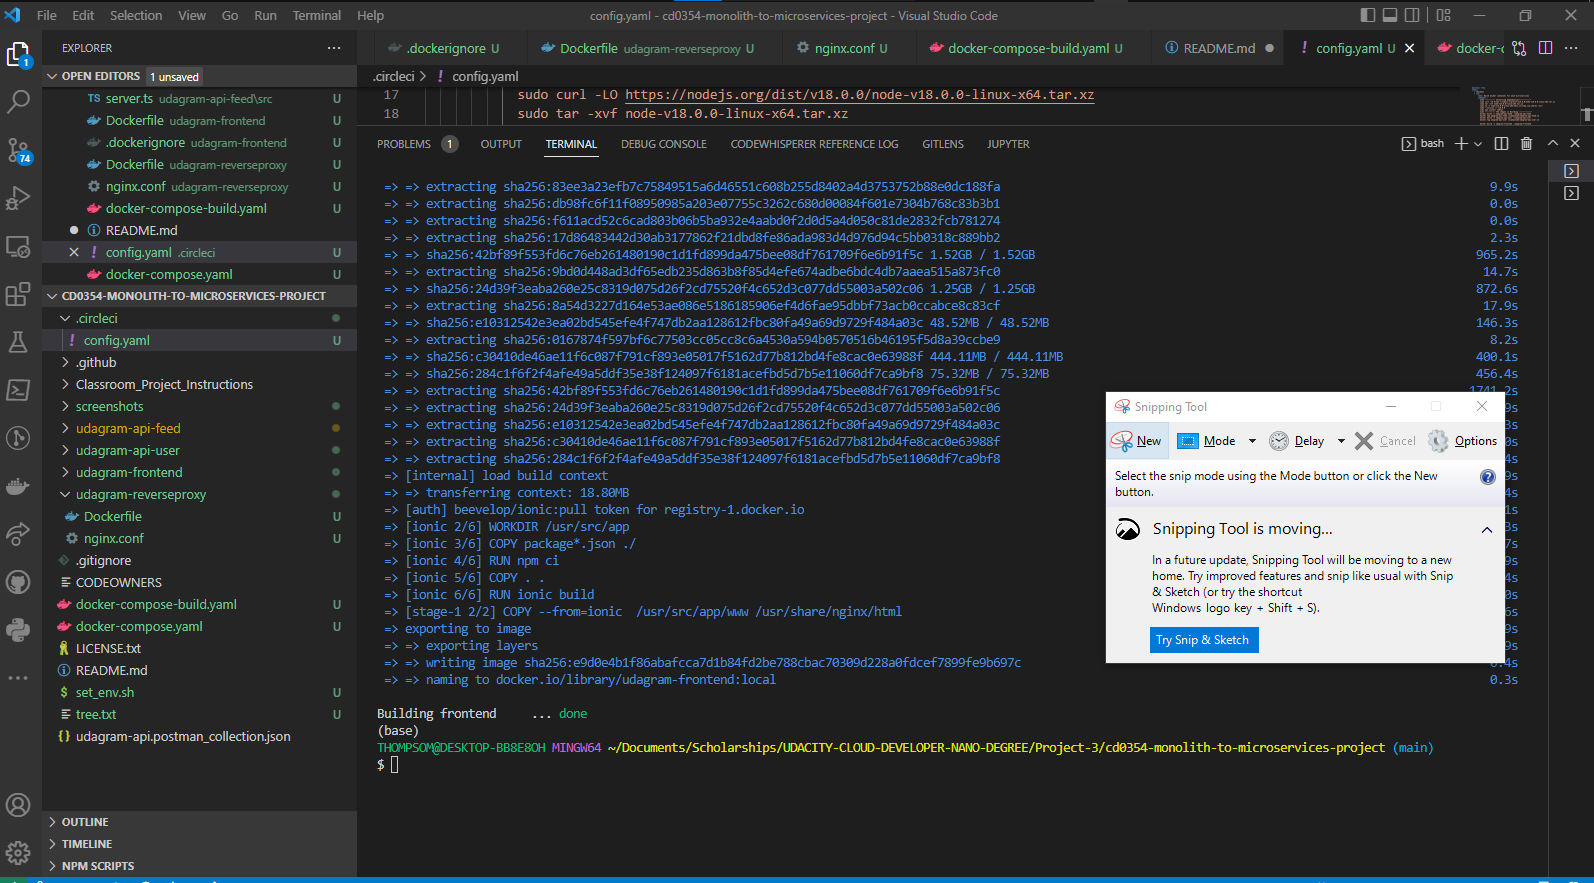 File Edit Selection View Go Run Terminal Help
config.yaml - cd0354-monolith-to-microservices-project - Visual Studio Code
EXPLORER
OPEN EDITORS 1 unsaved
TS server.ts udagram-api-feed\src U
Dockerfile udagram-frontend U
.dockerignore udagram-frontend U
Dockerfile udagram-reverseproxy U
nginx.conf udagram-reverseproxy U
docker-compose-build.yaml U
README.md
config.yaml .circleci U
docker-compose.yaml U
CD0354-MONOLITH-TO-MICROSERVICES-PROJECT
.circleci
config.yaml U
.github
Classroom_Project_Instructions
screenshots
udagram-api-feed
udagram-api-user
udagram-frontend
udagram-reverseproxy
Dockerfile U
nginx.conf U
.gitignore
CODEOWNERS
docker-compose-build.yaml U
docker-compose.yaml U
LICENSE.txt
README.md
set_env.sh U
tree.txt U
udagram-api.postman_collection.json
OUTLINE
TIMELINE
NPM SCRIPTS
1
74
.dockerignore U Dockerfile udagram-reverseproxy U nginx.conf U docker-compose-build.yaml U README.md config.yaml U docker-c
.circleci > config.yaml
17 sudo curl -LO https://nodejs.org/dist/v18.0.0/node-v18.0.0-linux-x64.tar.xz
18 sudo tar -xvf node-v18.0.0-linux-x64.tar.xz
PROBLEMS 1 OUTPUT TERMINAL DEBUG CONSOLE CODEWHISPERER REFERENCE LOG GITLENS JUPYTER bash
=> => extracting sha256:83ee3a23efb7c75849515a6d46551c608b255d8402a4d3753752b88e0dc188fa 9.9s
=> => extracting sha256:db98fc6f11f08950985a203e07755c3262c680d00084f601e7304b768c83b3b1 0.0s
=> => extracting sha256:f611acd52c6cad803b06b5ba932e4aabd0f2d0d5a4d050c81de2832fcb781274 0.0s
=> => extracting sha256:17d86483442d30ab3177862f21dbd8fe86ada983d4d976d94c5bb0318c889bb2 2.3s
=> => sha256:42bf89f553fd6c76eb261480190c1d1fd899da475bee08df761709f6e6b91f5c 1.52GB / 1.52GB 965.2s
=> => extracting sha256:9bd0d448ad3df65edb235d863b8f85d4efe674adbe6bdc4db7aaea515a873fc0 14.7s
=> => sha256:24d39f3eaba260e25c8319d075d26f2cd75520f4c652d3c077dd55003a502c06 1.25GB / 1.25GB 872.6s
=> => extracting sha256:8a54d3227d164e53ae086e5186185906ef4d6fae95dbbf73acb0ccabce8c83cf 17.9s
=> => sha256:e10312542e3ea02bd545efe4f747db2aa128612fbc80fa49a69d9729f484a03c 48.52MB / 48.52MB 146.3s
=> => extracting sha256:0167874f597bf6c77503cc05cc8c6a4530a594b0570516b46195f5d8a39ccbe9 8.2s
=> => sha256:c30410de46ae11f6c087f791cf893e05017f5162d77b812bd4fe8cac0e63988f 444.11MB / 444.11MB 400.1s
=> => sha256:284c1f6f2f4afe49a5ddf35e38f124097f6181acefbd5d7b5e11060df7ca9bf8 75.32MB / 75.32MB 456.4s
=> => extracting sha256:42bf89f553fd6c76eb261480190c1d1fd899da475bee08df761709f6e6b91f5c 1741.2s
=> => extracting sha256:24d39f3eaba260e25c8319d075d26f2cd75520f4c652d3c077dd55003a502c06
=> => extracting sha256:e10312542e3ea02bd545efe4f747db2aa128612fbc80fa49a69d9729f484a03c
=> => extracting sha256:c30410de46ae11f6c087f791cf893e05017f5162d77b812bd4fe8cac0e63988f
=> => extracting sha256:284c1f6f2f4afe49a5ddf35e38f124097f6181acefbd5d7b5e11060df7ca9bf8
=> [internal] load build context
=> => transferring context: 18.80MB
=> [auth] beevelop/ionic:pull token for registry-1.docker.io
=> [ionic 2/6] WORKDIR /usr/src/app
=> [ionic 3/6] COPY package*.json ./
=> [ionic 4/6] RUN npm ci
=> [ionic 5/6] COPY . .
=> [ionic 6/6] RUN ionic build
=> [stage-1 2/2] COPY --from=ionic /usr/src/app/www /usr/share/nginx/html
=> exporting to image
=> => exporting layers
=> => writing image sha256:e9d0e4b1f86abafcca7d1b84fd2be788cbac70309d228a0fdcef7899fe9b697c 0.4s
=> => naming to docker.io/library/udagram-frontend:local 0.3s
Building frontend ... done
(base)
THOMPSOM@DESKTOP-BB8E8OH MINGW64 ~/Documents/Scholarships/UDACITY-CLOUD-DEVELOPER-NANO-DEGREE/Project-3/cd0354-monolith-to-microservices-project (main)
$
Snipping Tool
New Mode Delay Cancel Options
Select the snip mode using the Mode button or click the New
button.
Snipping Tool is moving...
In a future update, Snipping Tool will be moving to a new
home. Try improved features and snip like usual with Snip
& Sketch (or try the shortcut
Windows logo key + Shift + S).
Try Snip & Sketch